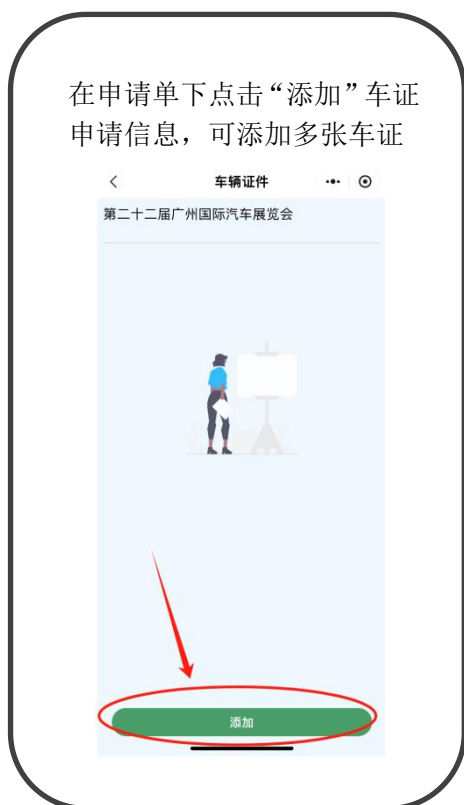 在申请单下点击“添加”车证
申请信息，可添加多张车证
车辆证件
第二十二届广州国际汽车展览会
添加